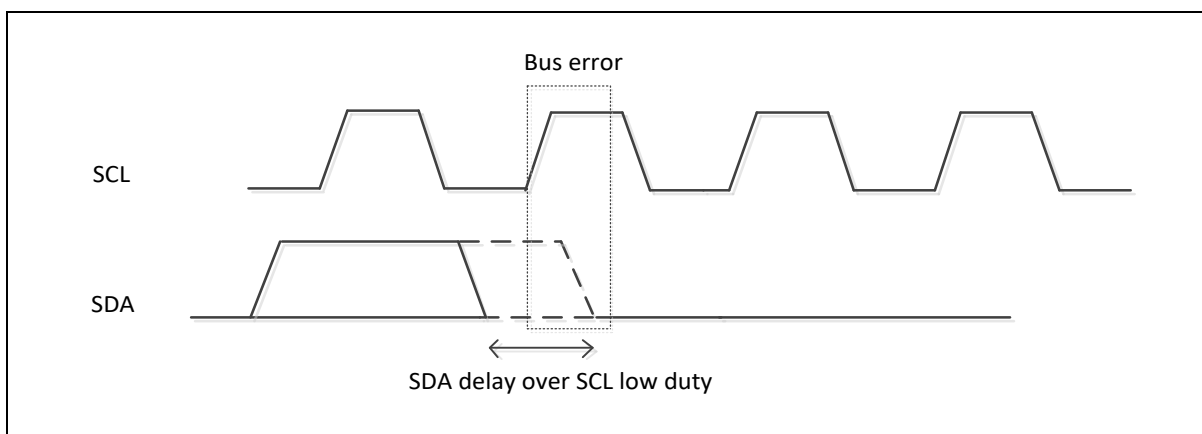 Bus error
SCL
SDA
SDA delay over SCL low duty